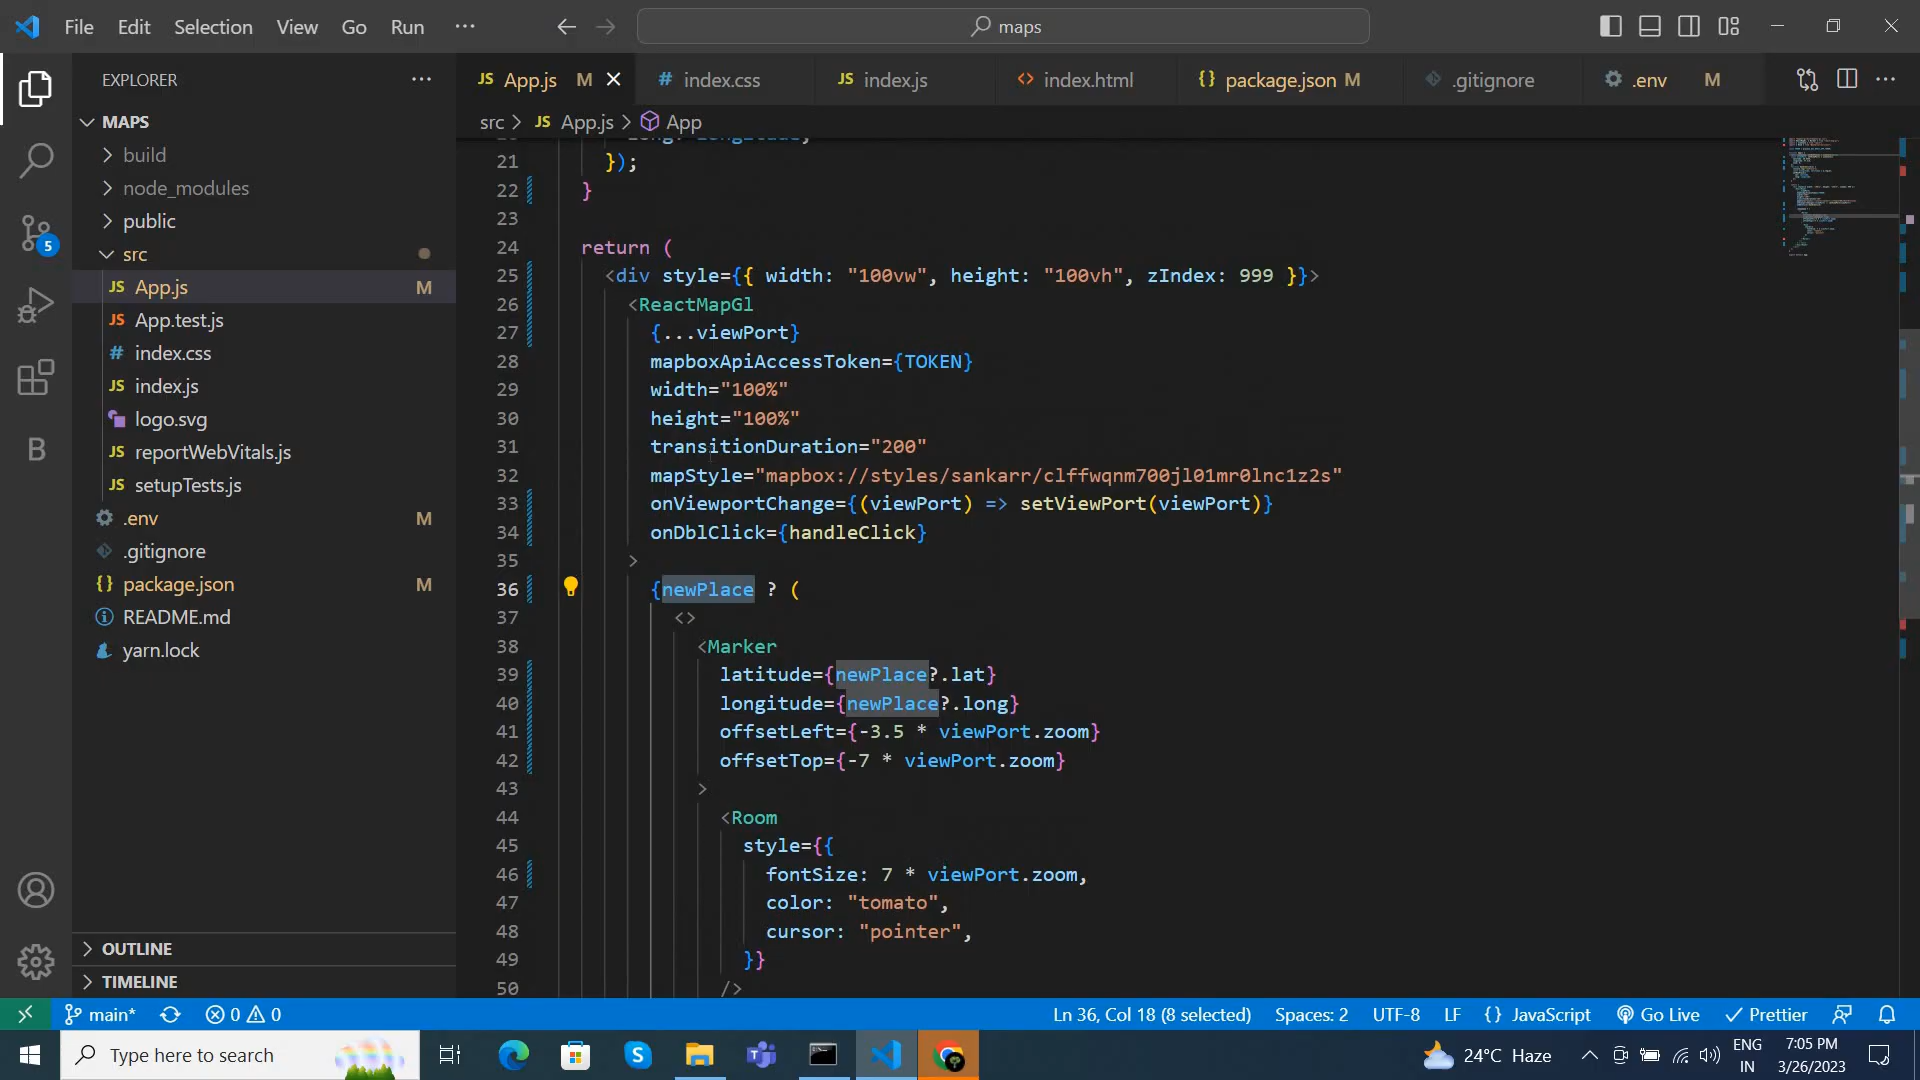 File Edit Selection View Go Run ··· maps
EXPLORER ···
MAPS
build
node_modules
public
src
JS App.js M
JS App.test.js
# index.css
JS index.js
logo.svg
JS reportWebVitals.js
JS setupTests.js
.env M
.gitignore
{} package.json M
README.md
yarn.lock
OUTLINE
TIMELINE
B
5
JS App.js M # index.css JS index.js <> index.html {} package.json M .gitignore .env M ···
src > JS App.js > App
21 });
22 }
23
24 return (
25 <div style={{ width: "100vw", height: "100vh", zIndex: 999 }}>
26 <ReactMapGl
27 {...viewPort}
28 mapboxApiAccessToken={TOKEN}
29 width="100%"
30 height="100%"
31 transitionDuration="200"
32 mapStyle="mapbox://styles/sankarr/clffwqnm700jl01mr0lnc1z2s"
33 onViewportChange={(viewPort) => setViewPort(viewPort)}
34 onDblClick={handleClick}
35 >
36 {newPlace ? (
37 <>
38 <Marker
39 latitude={newPlace?.lat}
40 longitude={newPlace?.long}
41 offsetLeft={-3.5 * viewPort.zoom}
42 offsetTop={-7 * viewPort.zoom}
43 >
44 <Room
45 style={{
46 fontSize: 7 * viewPort.zoom,
47 color: "tomato",
48 cursor: "pointer",
49 }}
50 />
main* 0 0 Ln 36, Col 18 (8 selected) Spaces: 2 UTF-8 LF {} JavaScript Go Live Prettier
Type here to search 24°C Haze ENG IN 7:05 PM 3/26/2023